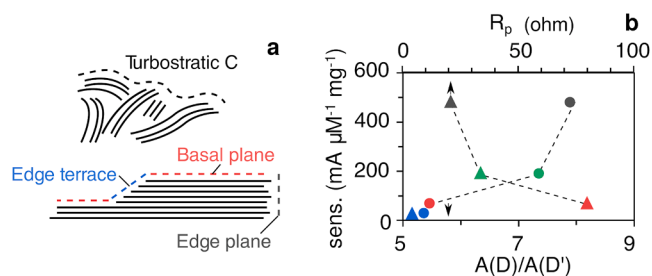 a
Turbostratic C
Basal plane
Edge terrace
Edge plane
b
Rp (ohm)
0 50 100
600
400
200
0
sens. (mA μM⁻¹ mg⁻¹)
5 7 9
A(D)/A(D')